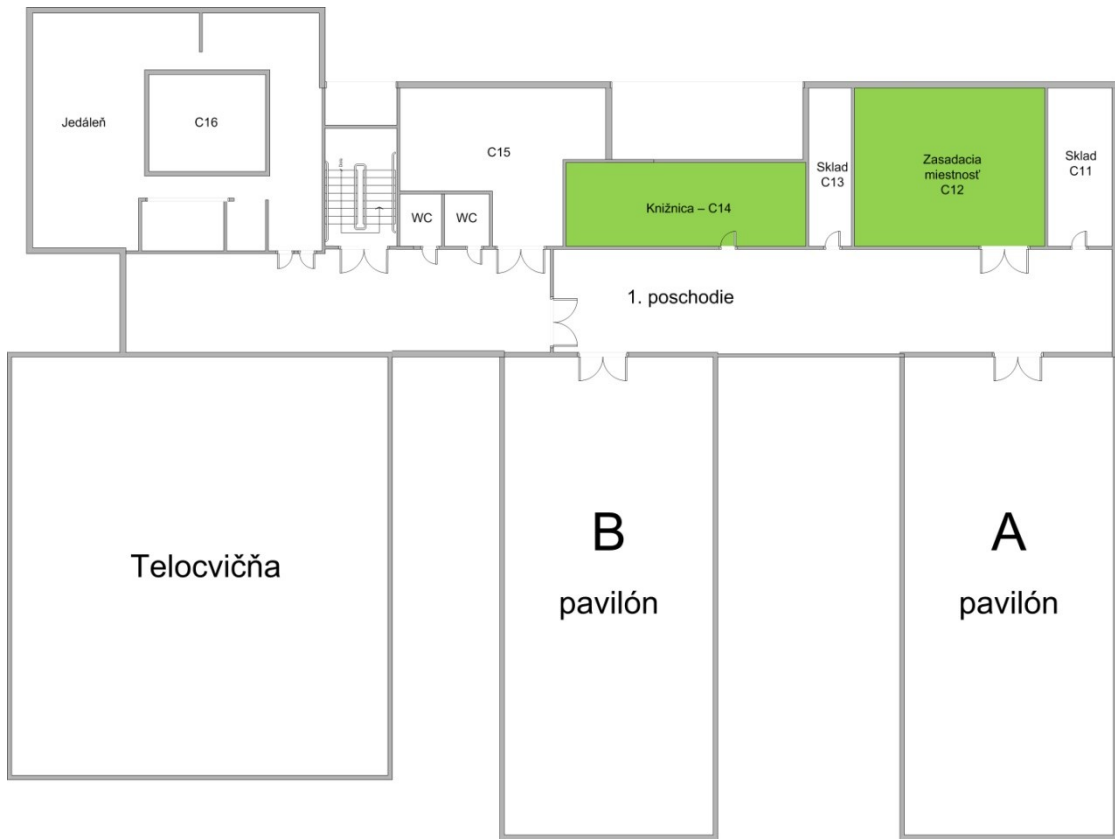 Jedáleň
C16
C15
WC
WC
Knižnica – C14
Sklad
C13
Zasadacia
miestnosť
C12
Sklad
C11
1. poschodie
Telocvičňa
B
pavilón
A
pavilón